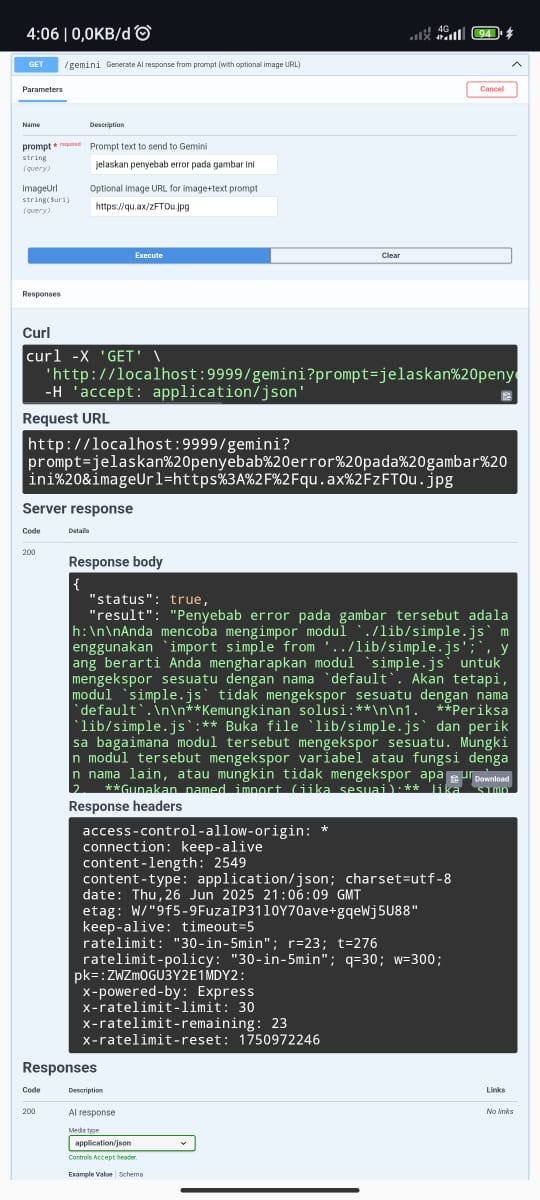 4:06 | 0,0KB/d
4G
94
GET /gemini Generate AI response from prompt (with optional image URL)
Parameters
Cancel
Name Description
prompt * required Prompt text to send to Gemini
string
(query)
jelaskan penyebab error pada gambar ini
imageUrl Optional image URL for image+text prompt
string($uri)
(query)
https://qu.ax/zFTOu.jpg
Execute Clear
Responses
Curl
curl -X 'GET' \
'http://localhost:9999/gemini?prompt=jelaskan%20peny
-H 'accept: application/json'
Request URL
http://localhost:9999/gemini?
prompt=jelaskan%20penyebab%20error%20pada%20gambar%20
ini%20&imageUrl=https%3A%2F%2Fqu.ax%2FzFTOu.jpg
Server response
Code Details
200
Response body
{
"status": true,
"result": "Penyebab error pada gambar tersebut adala
h:\n\nAnda mencoba mengimpor modul `./lib/simple.js` m
enggunakan `import simple from '../lib/simple.js';`, y
ang berarti Anda mengharapkan modul `simple.js` untuk
mengekspor sesuatu dengan nama `default`. Akan tetapi,
modul `simple.js` tidak mengekspor sesuatu dengan nama
`default`.\n\n**Kemungkinan solusi:**\n\n1. **Periksa
`lib/simple.js`:** Buka file `lib/simple.js` dan perik
sa bagaimana modul tersebut mengekspor sesuatu. Mungki
n modul tersebut mengekspor variabel atau fungsi denga
n nama lain, atau mungkin tidak mengekspor apa
Download
2. **Gunakan named import (jika sesuai):** Jika `simp
Response headers
access-control-allow-origin: *
connection: keep-alive
content-length: 2549
content-type: application/json; charset=utf-8
date: Thu,26 Jun 2025 21:06:09 GMT
etag: W/"9f5-9FuzaIP31lOY70ave+gqeWj5U88"
keep-alive: timeout=5
ratelimit: "30-in-5min"; r=23; t=276
ratelimit-policy: "30-in-5min"; q=30; w=300;
pk=:ZWZmOGU3Y2E1MDY2:
x-powered-by: Express
x-ratelimit-limit: 30
x-ratelimit-remaining: 23
x-ratelimit-reset: 1750972246
Responses
Code Description Links
200 AI response No links
Media type
application/json
Controls Accept header.
Example Value | Schema